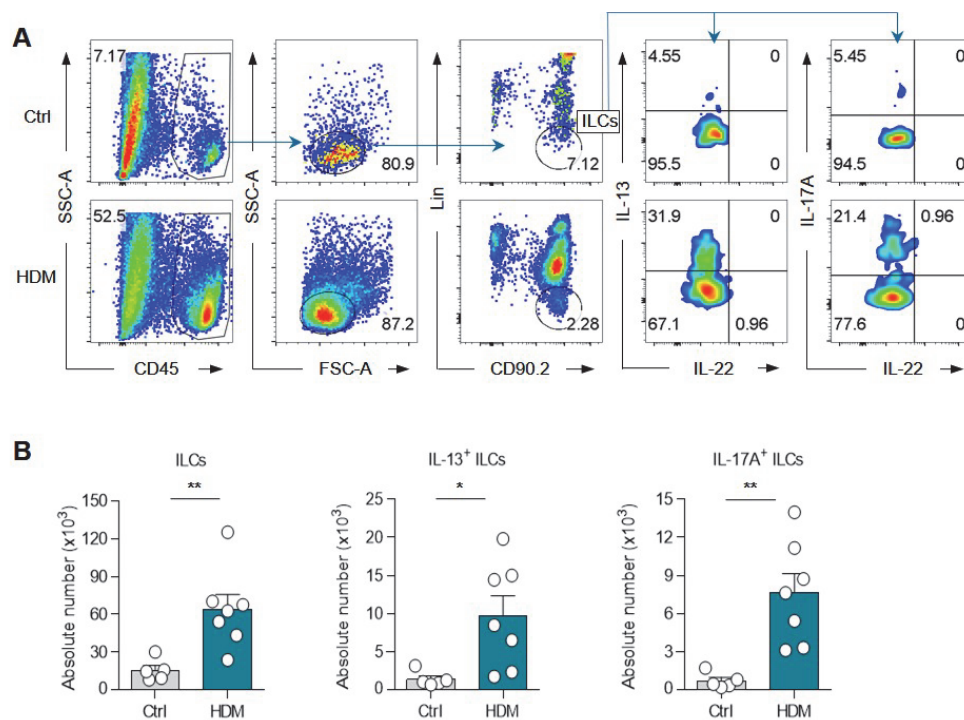 A
Ctrl
7.17
SSC-A
80.9
SSC-A
ILCs
7.12
Lin
4.55
0
95.5
0
IL-13
5.45
0
94.5
0
IL-17A
HDM
52.5
87.2
2.28
31.9
0
67.1
0.96
21.4
0.96
77.6
0
CD45
FSC-A
CD90.2
IL-22
IL-22
B
ILCs
**
Absolute number (x10³)
150
120
90
60
30
0
Ctrl
HDM
IL-13⁺ ILCs
*
Absolute number (x10³)
25
20
15
10
5
0
Ctrl
HDM
IL-17A⁺ ILCs
**
Absolute number (x10³)
15
12
9
6
3
0
Ctrl
HDM